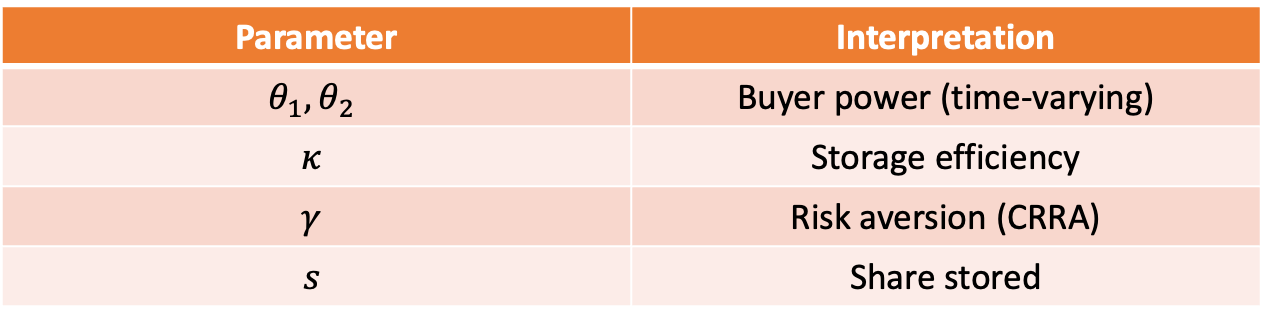 Parameter Interpretation
θ₁, θ₂ Buyer power (time-varying)
κ Storage efficiency
γ Risk aversion (CRRA)
s Share stored